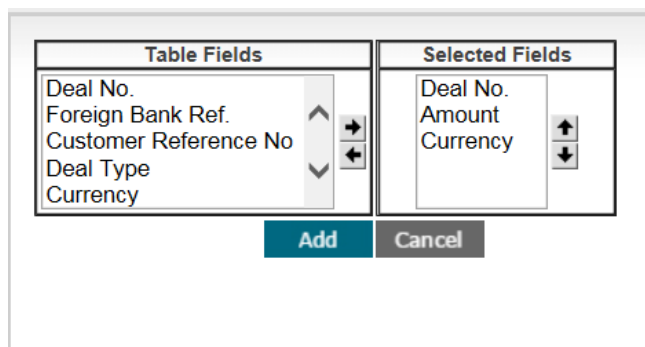 Table Fields
Deal No.
Foreign Bank Ref.
Customer Reference No
Deal Type
Currency
Selected Fields
Deal No.
Amount
Currency
Add
Cancel